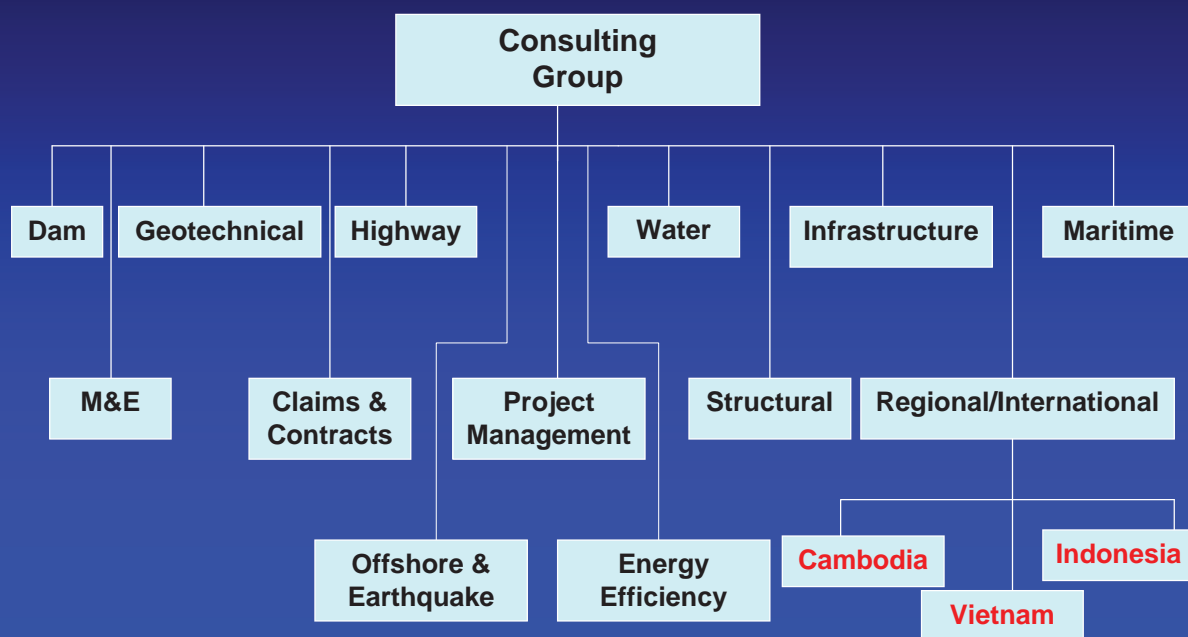 Consulting
Group
Dam
Geotechnical
Highway
Water
Infrastructure
Maritime
M&E
Claims &
Contracts
Project
Management
Structural
Regional/International
Offshore &
Earthquake
Energy
Efficiency
Cambodia
Indonesia
Vietnam